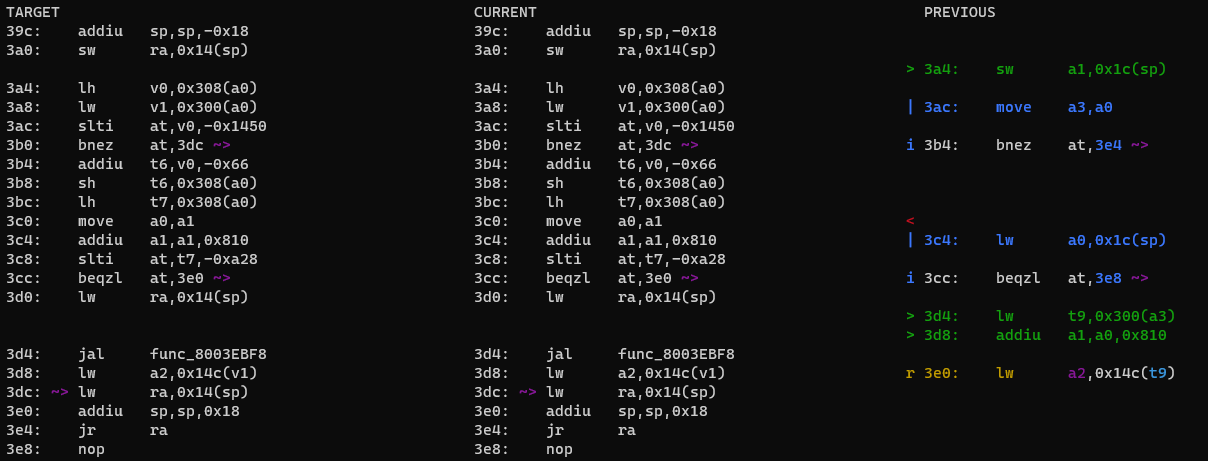 TARGET CURRENT PREVIOUS
39c: addiu sp,sp,-0x18 39c: addiu sp,sp,-0x18
3a0: sw ra,0x14(sp) 3a0: sw ra,0x14(sp)
> 3a4: sw a1,0x1c(sp)
3a4: lh v0,0x308(a0) 3a4: lh v0,0x308(a0)
3a8: lw v1,0x300(a0) 3a8: lw v1,0x300(a0) | 3ac: move a3,a0
3ac: slti at,v0,-0x1450 3ac: slti at,v0,-0x1450
3b0: bnez at,3dc ~> 3b0: bnez at,3dc ~> i 3b4: bnez at,3e4 ~>
3b4: addiu t6,v0,-0x66 3b4: addiu t6,v0,-0x66
3b8: sh t6,0x308(a0) 3b8: sh t6,0x308(a0)
3bc: lh t7,0x308(a0) 3bc: lh t7,0x308(a0)
3c0: move a0,a1 3c0: move a0,a1 <
3c4: addiu a1,a1,0x810 3c4: addiu a1,a1,0x810 | 3c4: lw a0,0x1c(sp)
3c8: slti at,t7,-0xa28 3c8: slti at,t7,-0xa28
3cc: beqzl at,3e0 ~> 3cc: beqzl at,3e0 ~> i 3cc: beqzl at,3e8 ~>
3d0: lw ra,0x14(sp) 3d0: lw ra,0x14(sp)
> 3d4: lw t9,0x300(a3)
> 3d8: addiu a1,a0,0x810
3d4: jal func_8003EBF8 3d4: jal func_8003EBF8
3d8: lw a2,0x14c(v1) 3d8: lw a2,0x14c(v1) r 3e0: lw a2,0x14c(t9)
3dc: ~> lw ra,0x14(sp) 3dc: ~> lw ra,0x14(sp)
3e0: addiu sp,sp,0x18 3e0: addiu sp,sp,0x18
3e4: jr ra 3e4: jr ra
3e8: nop 3e8: nop